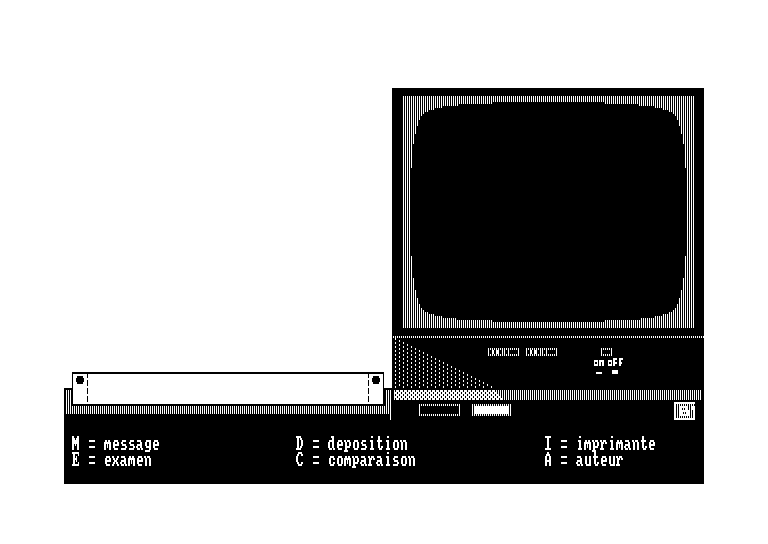 on oFF
M = message D = deposition I = imprimante
E = examen C = comparaison A = auteur